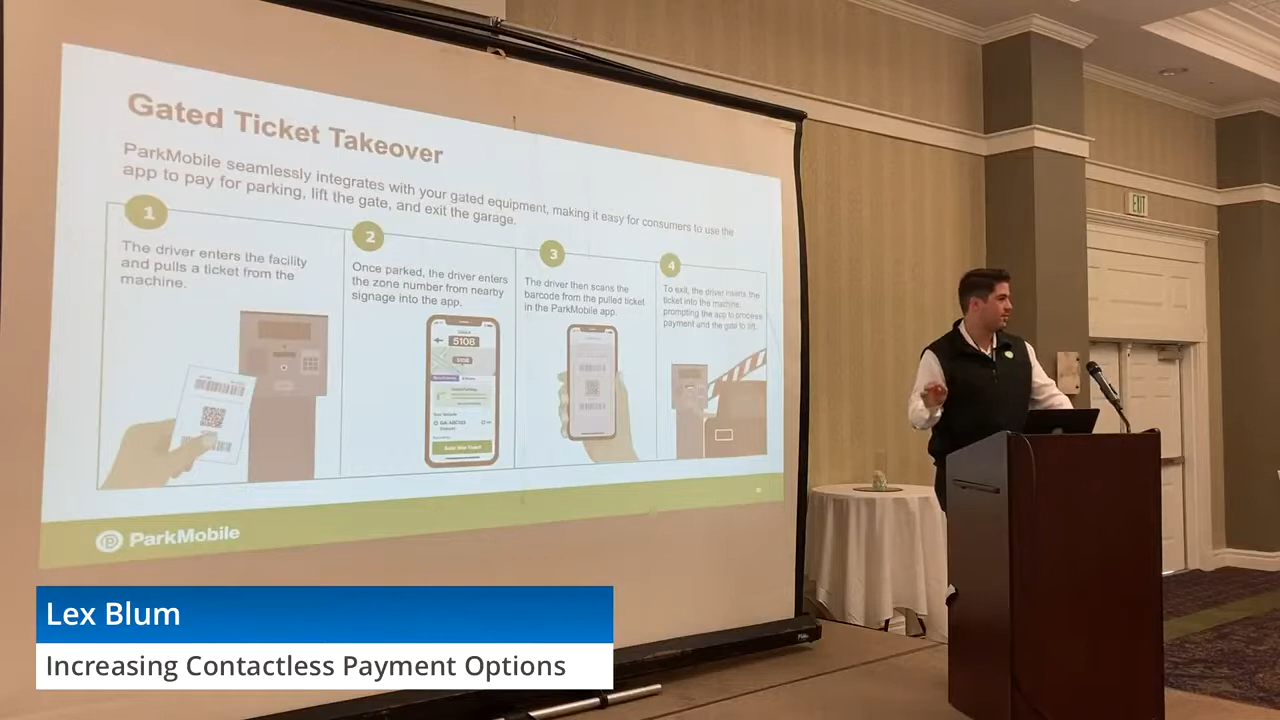 Gated Ticket Takeover
ParkMobile seamlessly integrates with your gated equipment, making it easy for consumers to use the
app to pay for parking, lift the gate, and exit the garage.
1
The driver enters the facility
and pulls a ticket from the
machine.
2
Once parked, the driver enters
the zone number from nearby
signage into the app.
5108
3
The driver then scans the
barcode from the pulled ticket
in the ParkMobile app.
4
To exit, the driver inserts the
ticket into the machine,
prompting the app to process
payment and the gate to lift.
ParkMobile
EXIT
Lex Blum
Increasing Contactless Payment Options